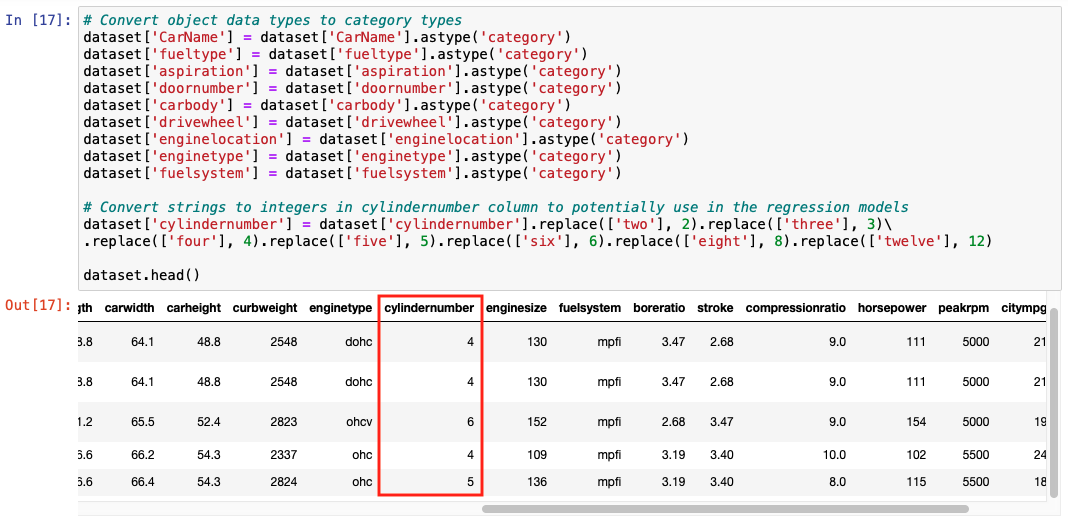 In [17]:
# Convert object data types to category types
dataset['CarName'] = dataset['CarName'].astype('category')
dataset['fueltype'] = dataset['fueltype'].astype('category')
dataset['aspiration'] = dataset['aspiration'].astype('category')
dataset['doornumber'] = dataset['doornumber'].astype('category')
dataset['carbody'] = dataset['carbody'].astype('category')
dataset['drivewheel'] = dataset['drivewheel'].astype('category')
dataset['enginelocation'] = dataset['enginelocation'].astype('category')
dataset['enginetype'] = dataset['enginetype'].astype('category')
dataset['fuelsystem'] = dataset['fuelsystem'].astype('category')
# Convert strings to integers in cylindernumber column to potentially use in the regression models
dataset['cylindernumber'] = dataset['cylindernumber'].replace(['two'], 2).replace(['three'], 3)\
.replace(['four'], 4).replace(['five'], 5).replace(['six'], 6).replace(['eight'], 8).replace(['twelve'], 12)
dataset.head()
Out[17]:
gth carwidth carheight curbweight enginetype cylindernumber enginesize fuelsystem boreratio stroke compressionratio horsepower peakrpm citympg
8.8 64.1 48.8 2548 dohc 4 130 mpfi 3.47 2.68 9.0 111 5000 21
8.8 64.1 48.8 2548 dohc 4 130 mpfi 3.47 2.68 9.0 111 5000 21
1.2 65.5 52.4 2823 ohcv 6 152 mpfi 2.68 3.47 9.0 154 5000 19
6.6 66.2 54.3 2337 ohc 4 109 mpfi 3.19 3.40 10.0 102 5500 24
6.6 66.4 54.3 2824 ohc 5 136 mpfi 3.19 3.40 8.0 115 5500 18